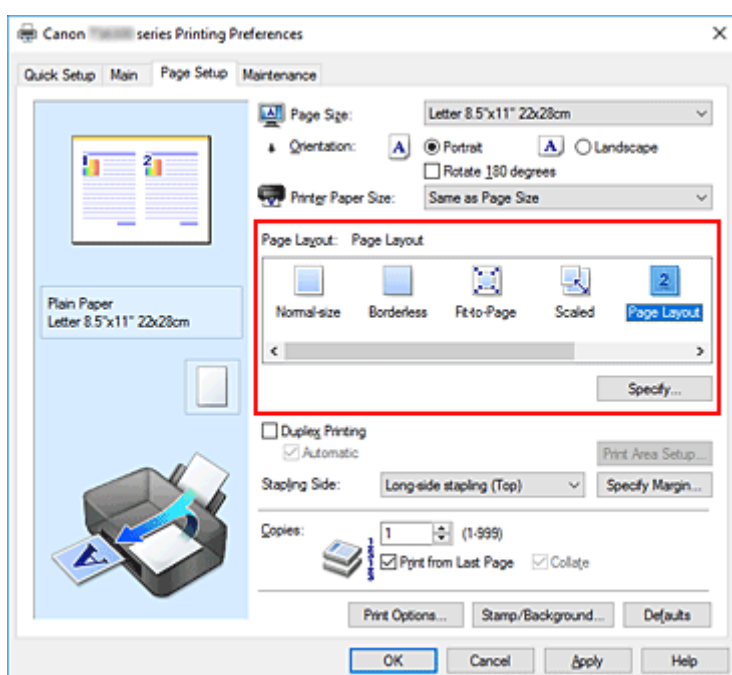 Canon series Printing Preferences
Quick Setup Main Page Setup Maintenance
1 2
Plain Paper
Letter 8.5"x11" 22x28cm
Page Size: Letter 8.5"x11" 22x28cm
Orientation: A Portrait A Landscape
Rotate 180 degrees
Printer Paper Size: Same as Page Size
Page Layout: Page Layout
2
Normal-size Borderless Fit-to-Page Scaled Page Layout
Specify...
Duplex Printing
Automatic
Print Area Setup...
Stapling Side: Long-side stapling (Top) Specify Margin...
Copies: 1 (1-999)
Print from Last Page Collate
A
Print Options... Stamp/Background... Defaults
OK Cancel Apply Help